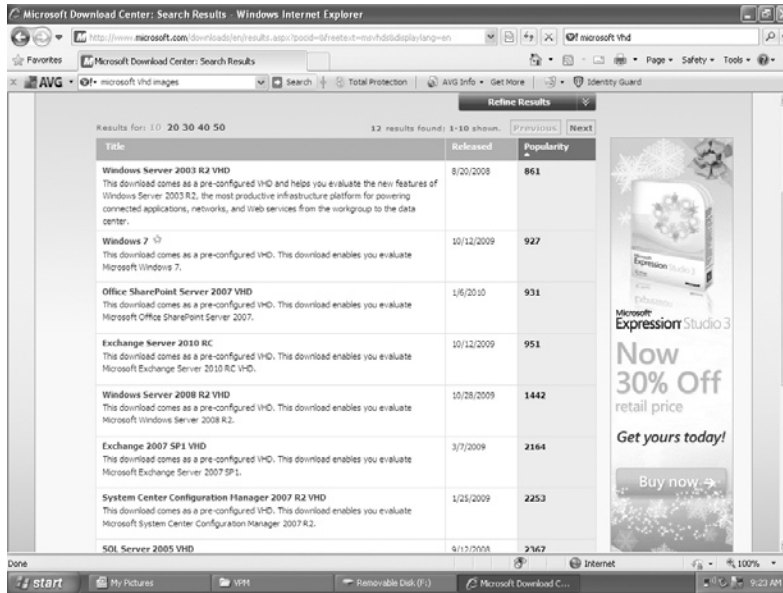 Microsoft Download Center: Search Results - Windows Internet Explorer
http://www.microsoft.com/downloads/en/results.aspx?pocid=&freetext=msvhds&displaylang=en
microsoft vhd
Favorites
Microsoft Download Center: Search Results
Page
Safety
Tools
AVG
microsoft vhd images
Search
Total Protection
AVG Info
Get More
Identity Guard
Refine Results
Results for: 10 20 30 40 50
12 results found; 1-10 shown.
Previous
Next
Title
Released
Popularity
Windows Server 2003 R2 VHD
8/20/2008
861
This download comes as a pre-configured VHD and helps you evaluate the new features of
Windows Server 2003 R2, the most productive infrastructure platform for powering
connected applications, networks, and Web services from the workgroup to the data
center.
Windows 7
10/12/2009
927
This download comes as a pre-configured VHD. This download enables you evaluate
Microsoft Windows 7.
Office SharePoint Server 2007 VHD
1/6/2010
931
This download comes as a pre-configured VHD. This download enables you evaluate
Microsoft Office SharePoint Server 2007.
Exchange Server 2010 RC
10/12/2009
951
This download comes as a pre-configured VHD. This download enables you evaluate
Microsoft Exchange Server 2010 RC VHD.
Windows Server 2008 R2 VHD
10/28/2009
1442
This download comes as a pre-configured VHD. This download enables you evaluate
Microsoft Windows Server 2008 R2.
Exchange 2007 SP1 VHD
3/7/2009
2164
This download comes as a pre-configured VHD. This download enables you evaluate
Microsoft Exchange Server 2007 SP1.
System Center Configuration Manager 2007 R2 VHD
1/25/2009
2253
This download comes as a pre-configured VHD. This download enables you evaluate
Microsoft System Center Configuration Manager 2007 R2.
SQL Server 2005 VHD
9/12/2008
2367
Microsoft
Expression Studio 3
Microsoft
Expression Studio 3
Now
30% Off
retail price
Get yours today!
Buy now
Done
Internet
100%
start
My Pictures
VPM
Removable Disk (F:)
Microsoft Download C...
9:23 AM